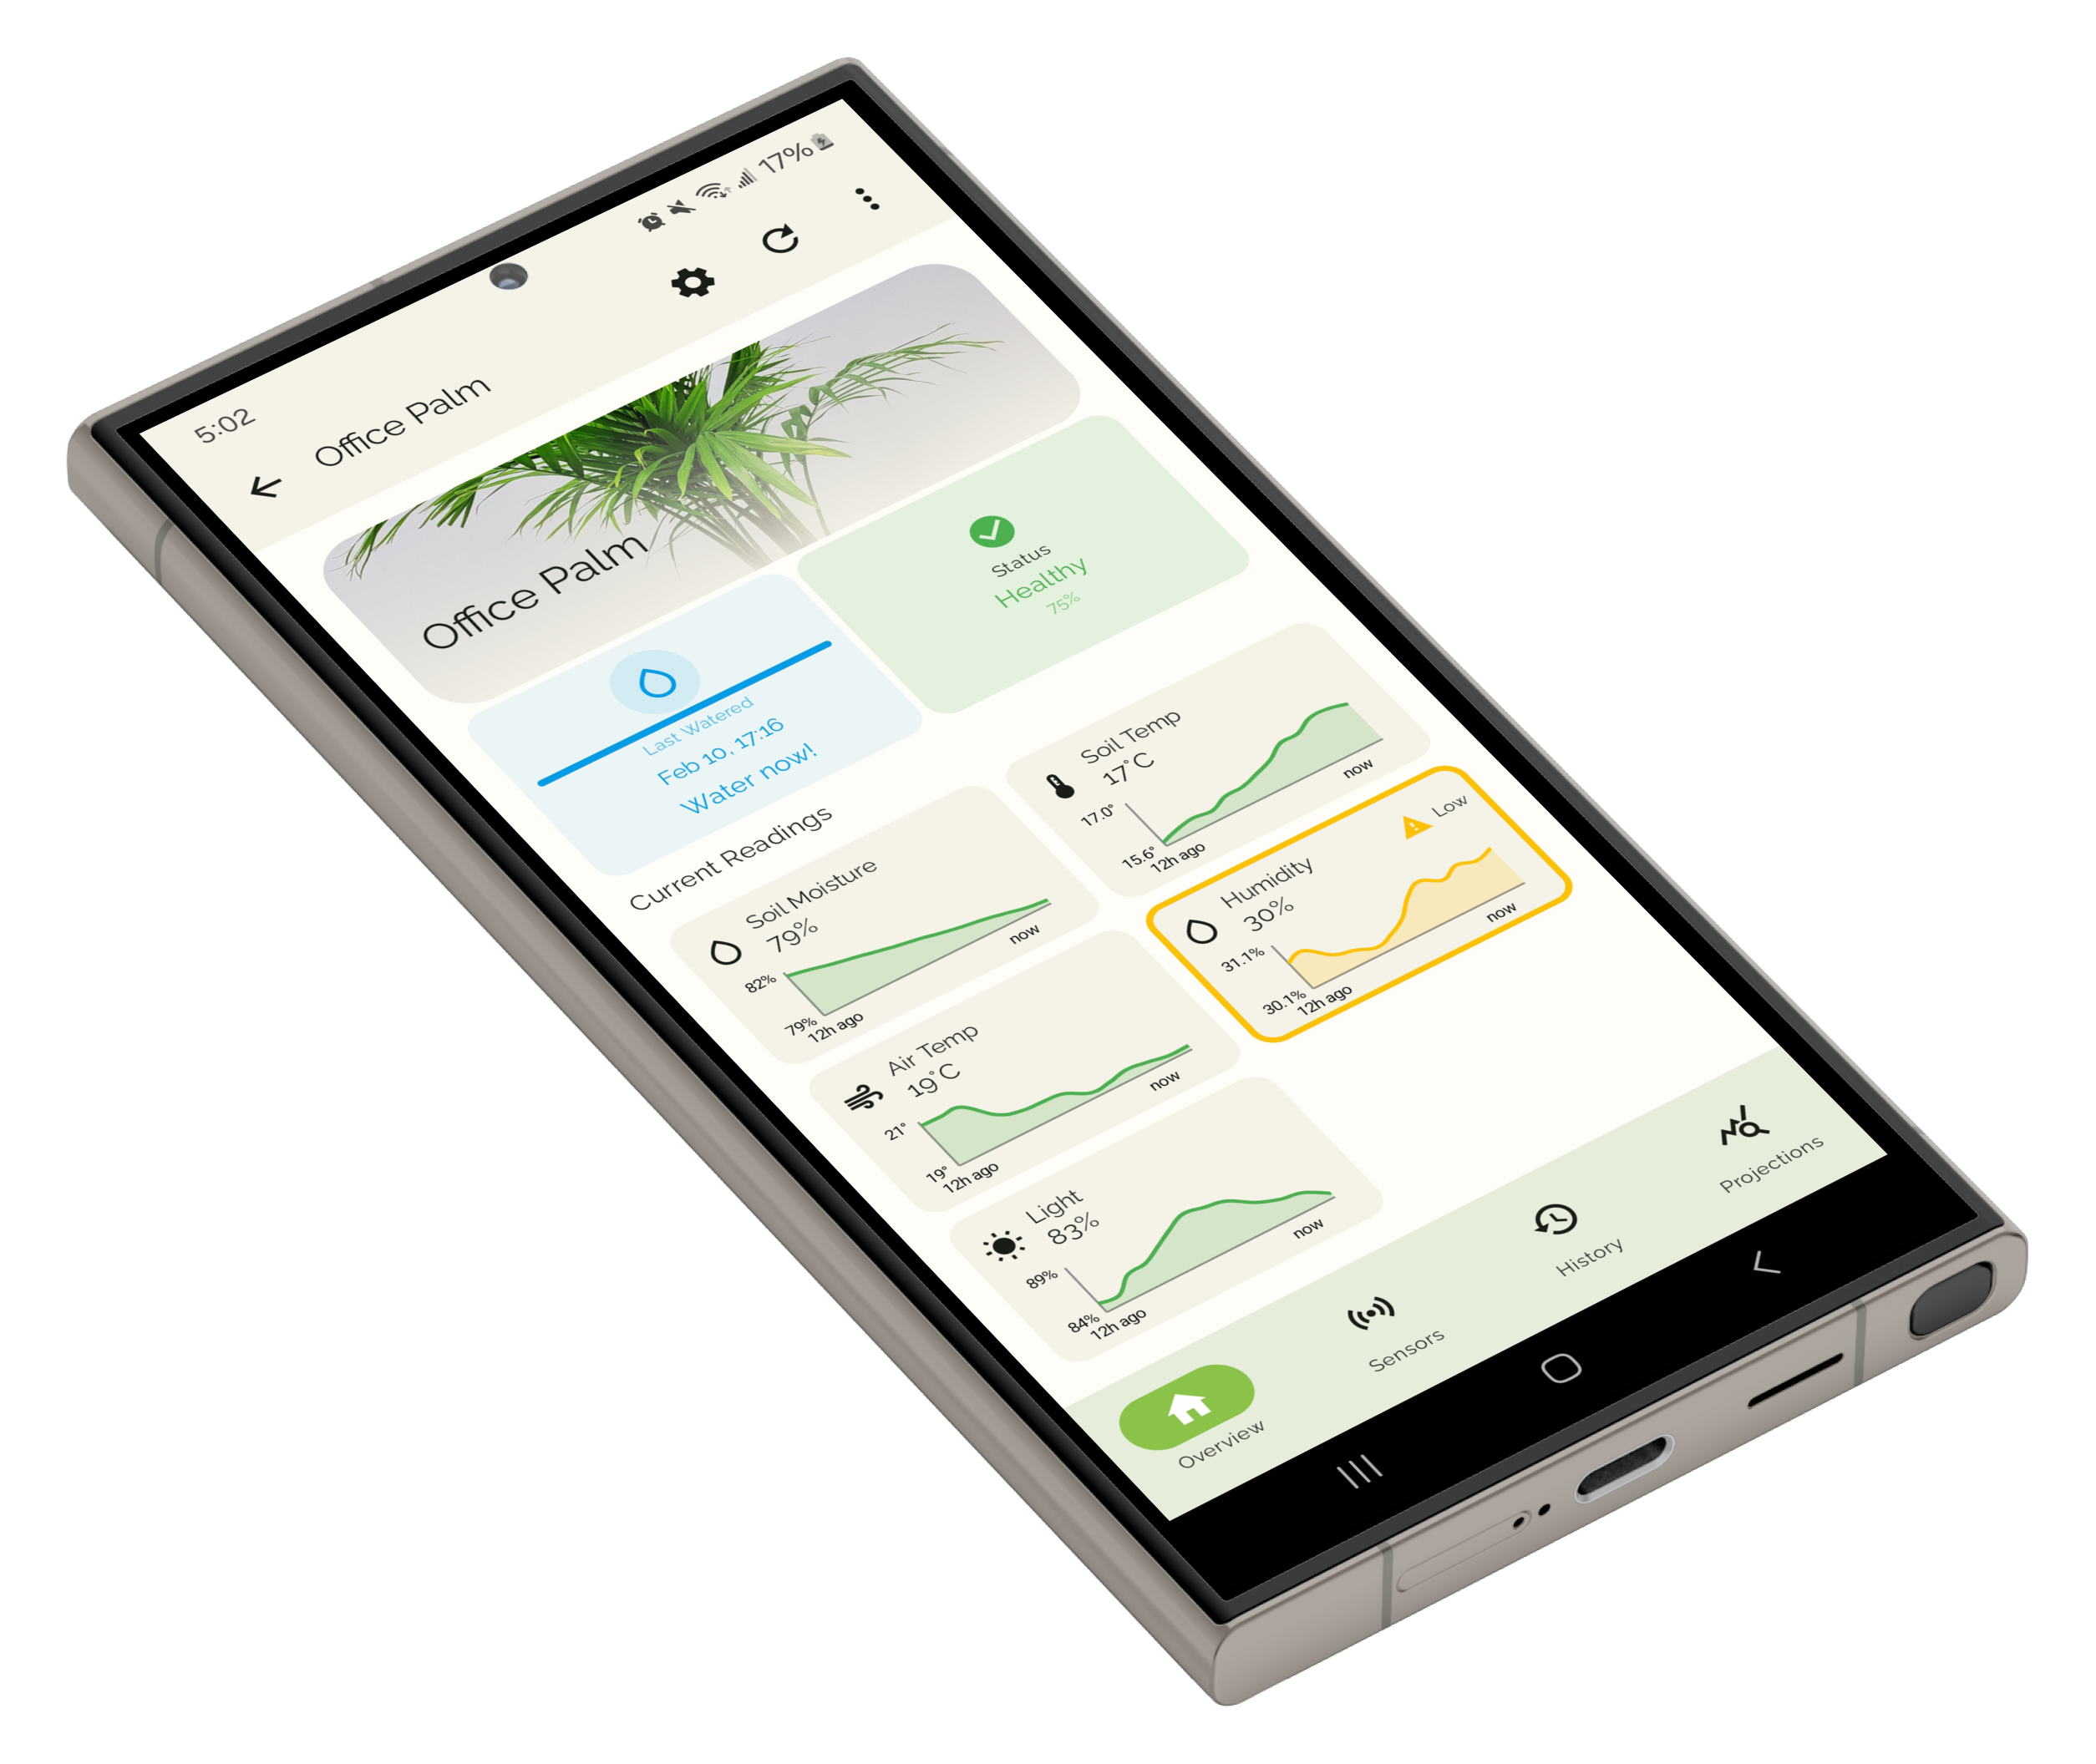 5:02
17%
Office Palm
Office Palm
Last Watered
Feb 10, 17:16
Water now!
Status
Healthy
75%
Current Readings
Soil Moisture
79%
82%
79%
12h ago
now
Soil Temp
17°C
17.0°
15.6°
12h ago
now
Air Temp
19°C
21°
19°
12h ago
now
Low
Humidity
30%
31.1%
30.1%
12h ago
now
Light
83%
89%
84%
12h ago
now
Overview
Sensors
History
Projections